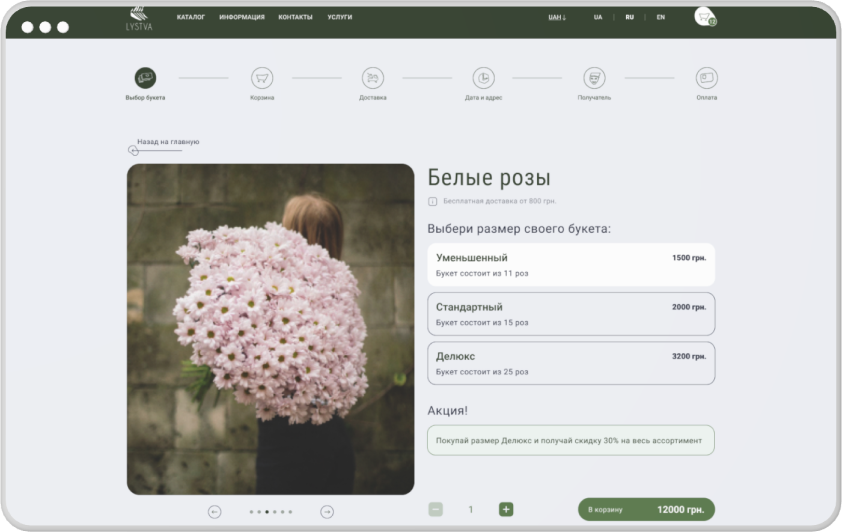 КАТАЛОГ ИНФОРМАЦИЯ КОНТАКТЫ УСЛУГИ UAH↓ UA | RU | EN
LYSTVA
Выбор букета Корзина Доставка Дата и адрес Получатель Оплата
Назад на главную
Белые розы
Бесплатная доставка от 800 грн.
Выбери размер своего букета:
Уменьшенный 1500 грн.
Букет состоит из 11 роз
Стандартный 2000 грн.
Букет состоит из 15 роз
Делюкс 3200 грн.
Букет состоит из 25 роз
Акция!
Покупай размер Делюкс и получай скидку 30% на весь ассортимент
1
В корзину 12000 грн.